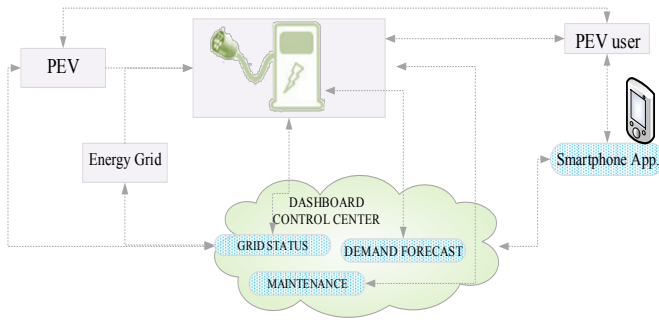 PEV
PEV user
Energy Grid
Smartphone App.
DASHBOARD
CONTROL CENTER
GRID STATUS
DEMAND FORECAST
MAINTENANCE